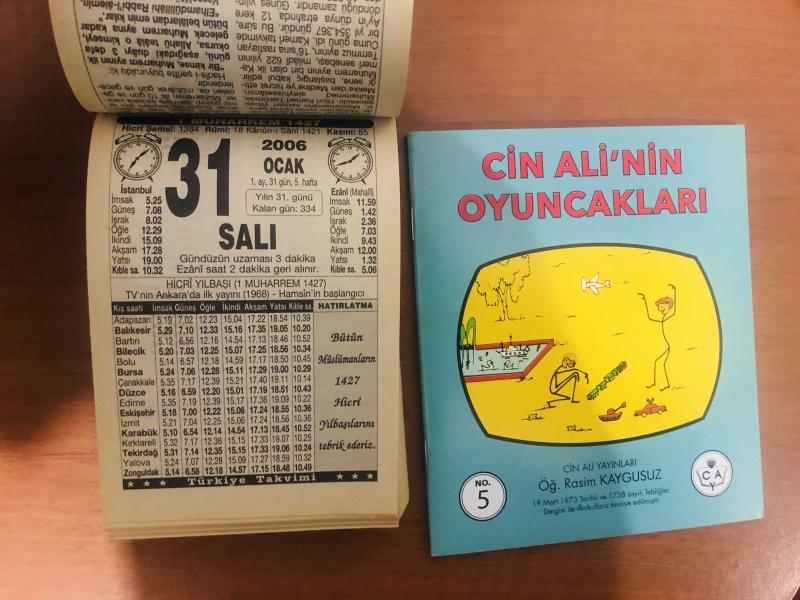 1 MUHARREM 1427
Hicrî Şemsî: 1384 Rûmî: 18 Kânûn-i Sânî 1421 Kasım: 85
31
2006
OCAK
1. ay, 31 gün, 5. hafta
Yılın 31. günü
Kalan gün: 334
SALI
Gündüzün uzaması 3 dakika
Ezânî saat 2 dakika geri alınır.
İstanbul
İmsak 5.25
Güneş 7.08
İşrak 8.02
Öğle 12.29
İkindi 15.09
Akşam 17.28
Yatsı 19.00
Kıble sa. 10.32
Ezânî (Mahallî)
İmsak 11.59
Güneş 1.42
İsrak 2.36
Öğle 7.03
İkindi 9.43
Akşam 12.00
Yatsı 1.32
Kıble sa. 5.06
HİCRÎ YILBAŞI (1 MUHARREM 1427)
TV'nin Ankara'da ilk yayını (1968) - Hamsîn'in başlangıcı
Kış saati İmsak Güneş Öğle İkindi Akşam Yatsı Kıble sa.
Adapazarı 5.19 7.02 12.23 15.04 17.22 18.54 10.39
Balıkesir 5.29 7.10 12.33 15.16 17.35 19.05 10.20
Bartın 5.12 6.56 12.16 14.54 17.13 18.46 10.52
Bilecik 5.20 7.03 12.25 15.07 17.25 18.56 10.34
Bolu 5.14 6.57 12.18 14.59 17.17 18.50 10.45
Bursa 5.24 7.06 12.28 15.11 17.29 19.00 10.29
Çanakkale 5.35 7.17 12.39 15.21 17.40 19.11 10.14
Düzce 5.16 6.59 12.20 15.01 17.19 18.51 10.43
Edirne 5.35 7.19 12.39 15.17 17.36 19.09 10.22
Eskişehir 5.18 7.00 12.22 15.06 17.24 18.55 10.36
İzmit 5.21 7.04 12.25 15.06 17.24 18.56 10.36
Karabük 5.10 6.54 12.14 14.54 17.13 18.45 10.52
Kırklareli 5.32 7.17 12.36 15.15 17.33 19.07 10.25
Tekirdağ 5.31 7.14 12.35 15.15 17.33 19.06 10.24
Yalova 5.24 7.07 12.28 15.09 17.27 18.59 10.32
Zonguldak 5.14 6.58 12.18 14.57 17.15 18.48 10.49
HATIRLATMA
Bütün
Müslümanların
1427
Hicrî
Yılbaşılarını
tebrik ederiz.
Türkiye Takvimi
CİN ALİ'NİN
OYUNCAKLARI
CİN ALİ YAYINLARI
Öğ. Rasim KAYGUSUZ
19 Mart 1973 Tarihli ve 1738 sayılı Tebliğler
Dergisi ile ilkokullara tavsiye edilmiştir.
NO.
5
C A
Y